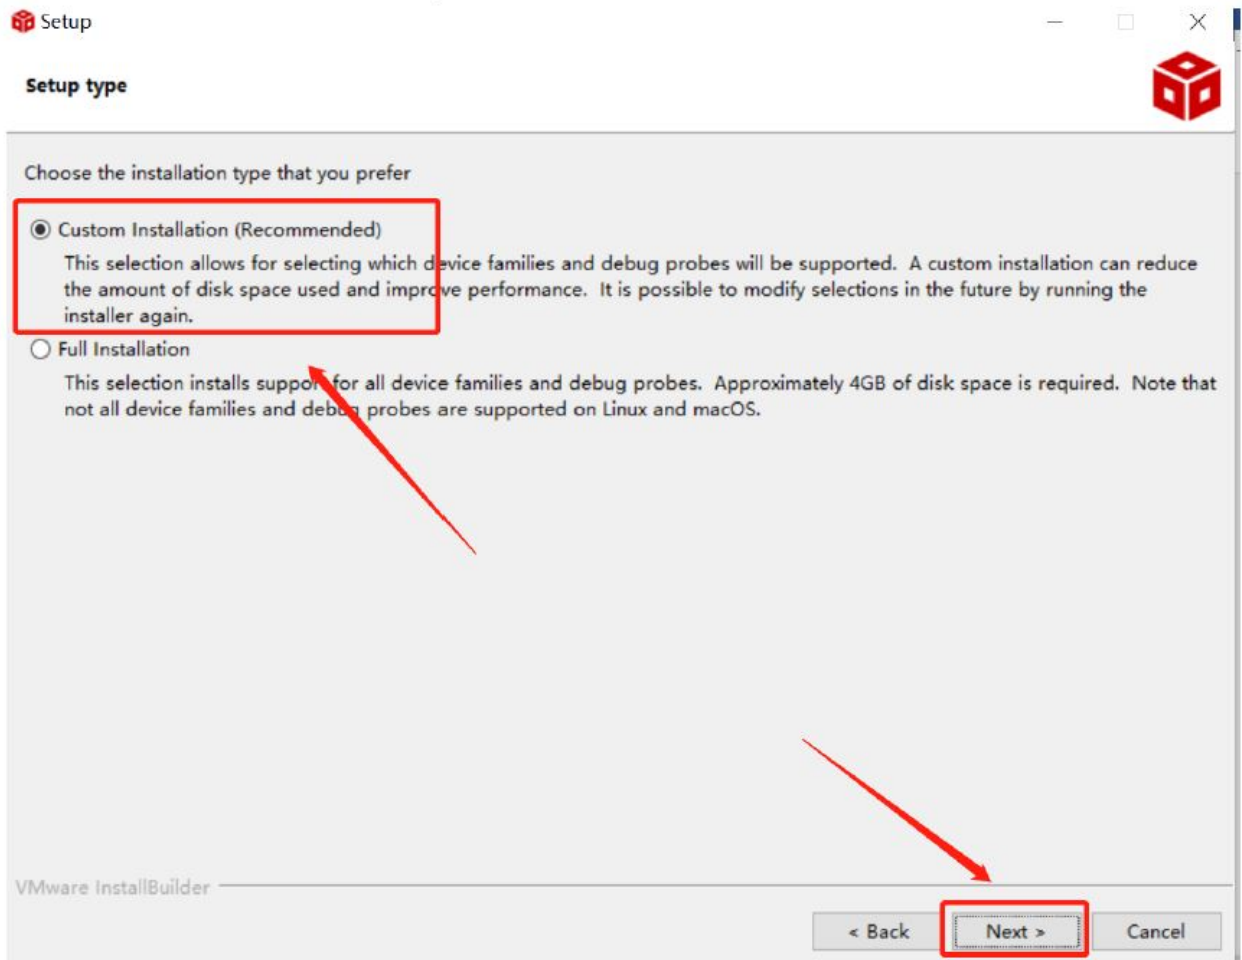 Setup
Setup type
Choose the installation type that you prefer
Custom Installation (Recommended)
This selection allows for selecting which device families and debug probes will be supported. A custom installation can reduce
the amount of disk space used and improve performance. It is possible to modify selections in the future by running the
installer again.
Full Installation
This selection installs support for all device families and debug probes. Approximately 4GB of disk space is required. Note that
not all device families and debug probes are supported on Linux and macOS.
VMware InstallBuilder
< Back Next > Cancel